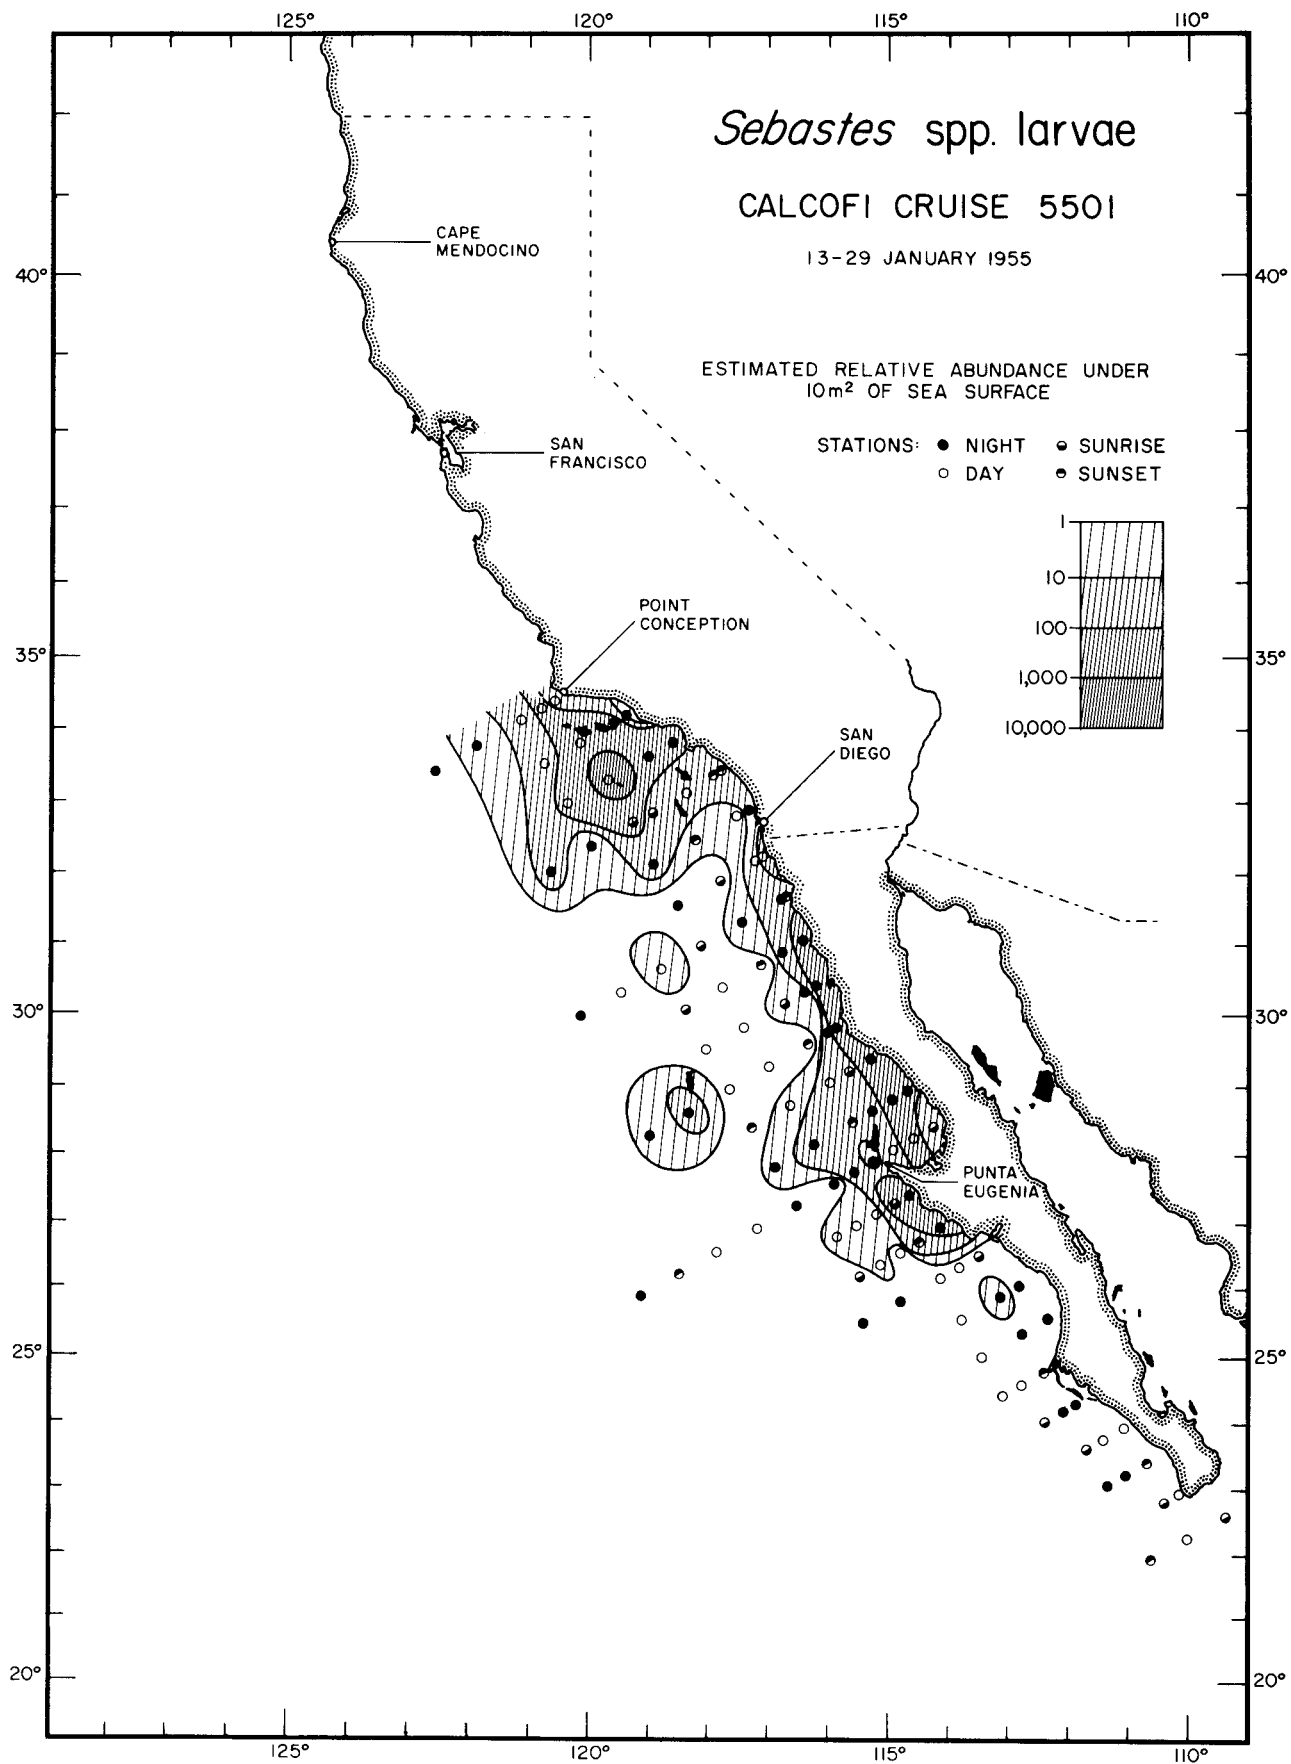 125°
120°
115°
110°
Sebastes spp. larvae
CALCOFI CRUISE 5501
13-29 JANUARY 1955
CAPE
MENDOCINO
40°
40°
ESTIMATED RELATIVE ABUNDANCE UNDER
10m² OF SEA SURFACE
STATIONS:
NIGHT
SUNRISE
DAY
SUNSET
SAN
FRANCISCO
1
10
100
1,000
10,000
POINT
CONCEPTION
35°
35°
SAN
DIEGO
30°
30°
PUNTA
EUGENIA
25°
25°
20°
20°
125°
120°
115°
110°